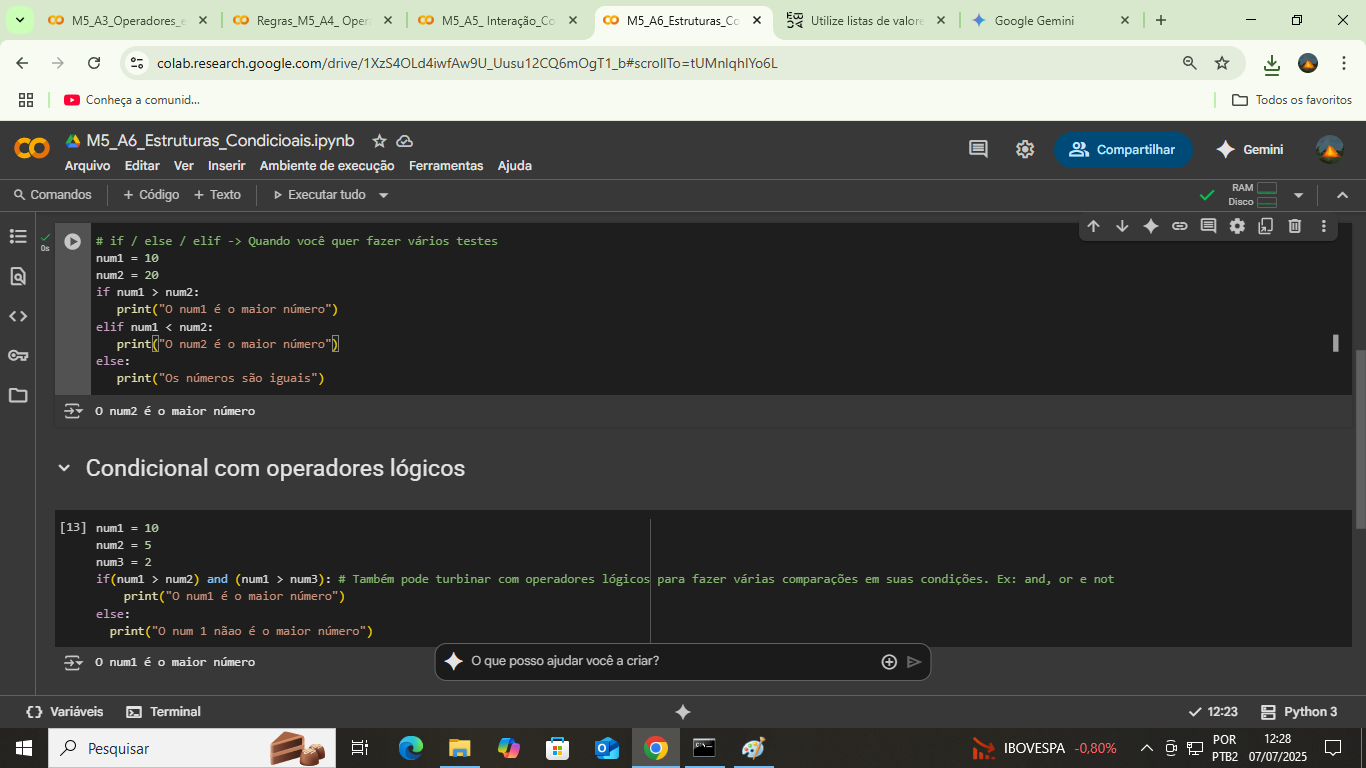 M5_A3_Operadores_e
Regras_M5_A4_ Oper
M5_A5_ Interação_Co
M5_A6_Estruturas_Co
Utilize listas de valore
Google Gemini
colab.research.google.com/drive/1XzS4OLd4iwfAw9U_Uusu12CQ6mOgT1_b#scrollTo=tUMnlqhlYo6L
Conheça a comunid...
Todos os favoritos
M5_A6_Estruturas_Condicioais.ipynb
Arquivo Editar Ver Inserir Ambiente de execução Ferramentas Ajuda
Compartilhar
Gemini
Comandos + Código + Texto Executar tudo
RAM
Disco
0s
# if / else / elif -> Quando você quer fazer vários testes
num1 = 10
num2 = 20
if num1 > num2:
print("O num1 é o maior número")
elif num1 < num2:
print("O num2 é o maior número")
else:
print("Os números são iguais")
O num2 é o maior número
Condicional com operadores lógicos
[13]
num1 = 10
num2 = 5
num3 = 2
if(num1 > num2) and (num1 > num3): # Também pode turbinar com operadores lógicos para fazer várias comparações em suas condições. Ex: and, or e not
print("O num1 é o maior número")
else:
print("O num 1 nãao é o maior número")
O num1 é o maior número
O que posso ajudar você a criar?
Variáveis Terminal
12:23 Python 3
Pesquisar
IBOVESPA -0,80%
POR
PTB2
12:28
07/07/2025